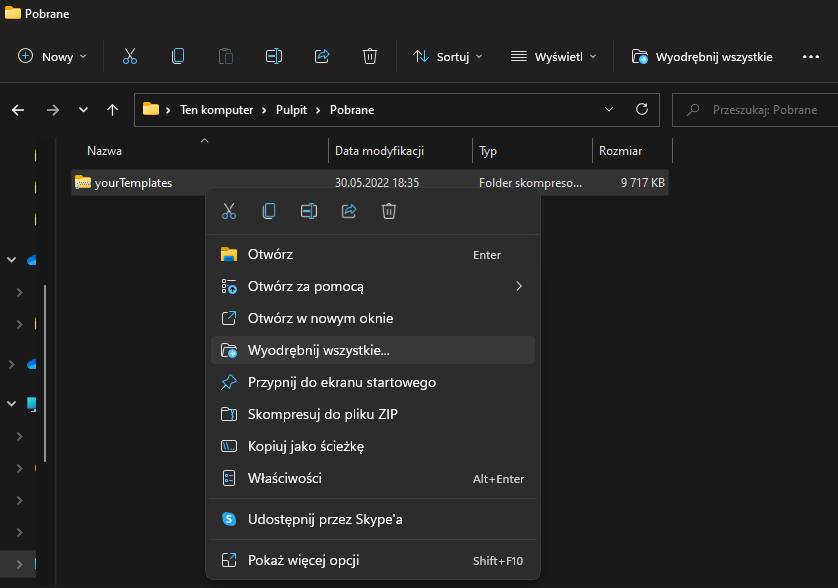 Pobrane
Nowy
Sortuj
Wyświetl
Wyodrębnij wszystkie
Ten komputer > Pulpit > Pobrane
Przeszukaj: Pobrane
Nazwa Data modyfikacji Typ Rozmiar
yourTemplates 30.05.2022 18:35 Folder skompreso... 9 717 KB
Otwórz Enter
Otwórz za pomocą
Otwórz w nowym oknie
Wyodrębnij wszystkie...
Przypnij do ekranu startowego
Skompresuj do pliku ZIP
Kopiuj jako ścieżkę
Właściwości Alt+Enter
Udostępnij przez Skype'a
Pokaż więcej opcji Shift+F10